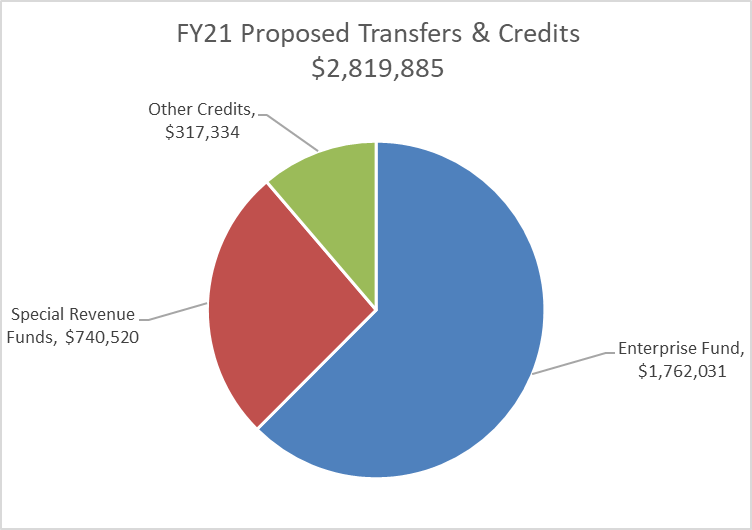 FY21 Proposed Transfers & Credits
$2,819,885
Other Credits,
$317,334
Special Revenue
Funds, $740,520
Enterprise Fund,
$1,762,031